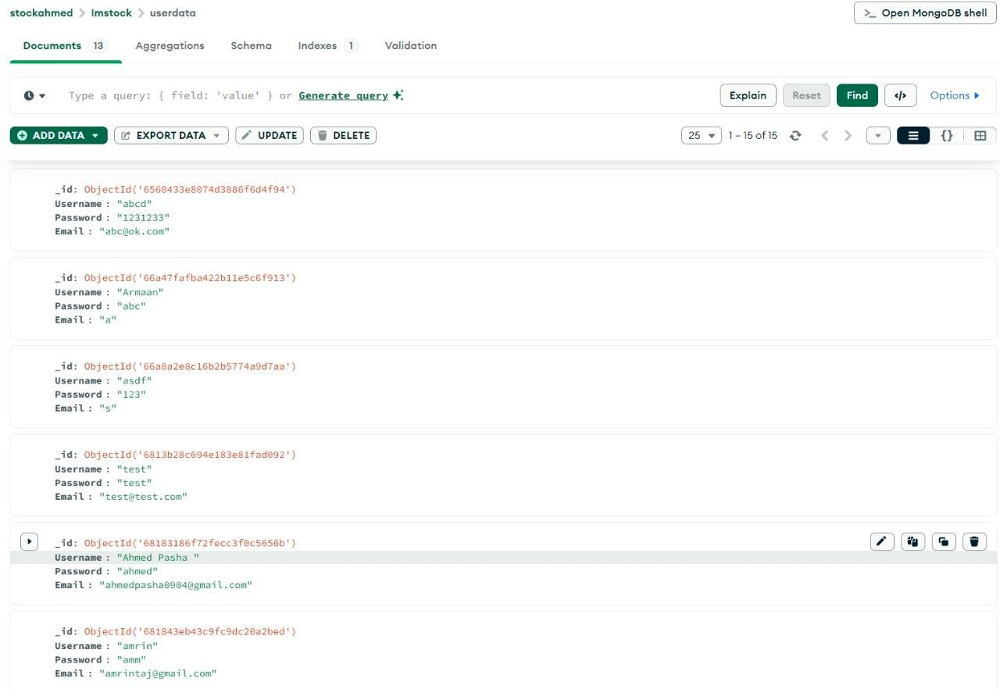 stockahmed > Imstock > userdata
>_ Open MongoDB shell
Documents 13 Aggregations Schema Indexes 1 Validation
Type a query: { field: 'value' } or Generate query
Explain Reset Find </> Options
ADD DATA EXPORT DATA UPDATE DELETE
25 1 – 15 of 15 {}
_id: ObjectId('6560433e8074d3886f6d4f94')
Username : "abcd"
Password : "1231233"
Email : "abc@ok.com"
_id: ObjectId('66a47fafba422b11e5c6f913')
Username : "Armaan"
Password : "abc"
Email : "a"
_id: ObjectId('66a8a2e8c16b2b5774a9d7aa')
Username : "asdf"
Password : "123"
Email : "s"
_id: ObjectId('6813b28c694e183e81fad092')
Username : "test"
Password : "test"
Email : "test@test.com"
_id: ObjectId('68183186f72fecc3f0c5656b')
Username : "Ahmed Pasha "
Password : "ahmed"
Email : "ahmedpasha0904@gmail.com"
_id: ObjectId('681843eb43c9fc9dc20a2bed')
Username : "amrin"
Password : "amm"
Email : "amrintaj@gmail.com"